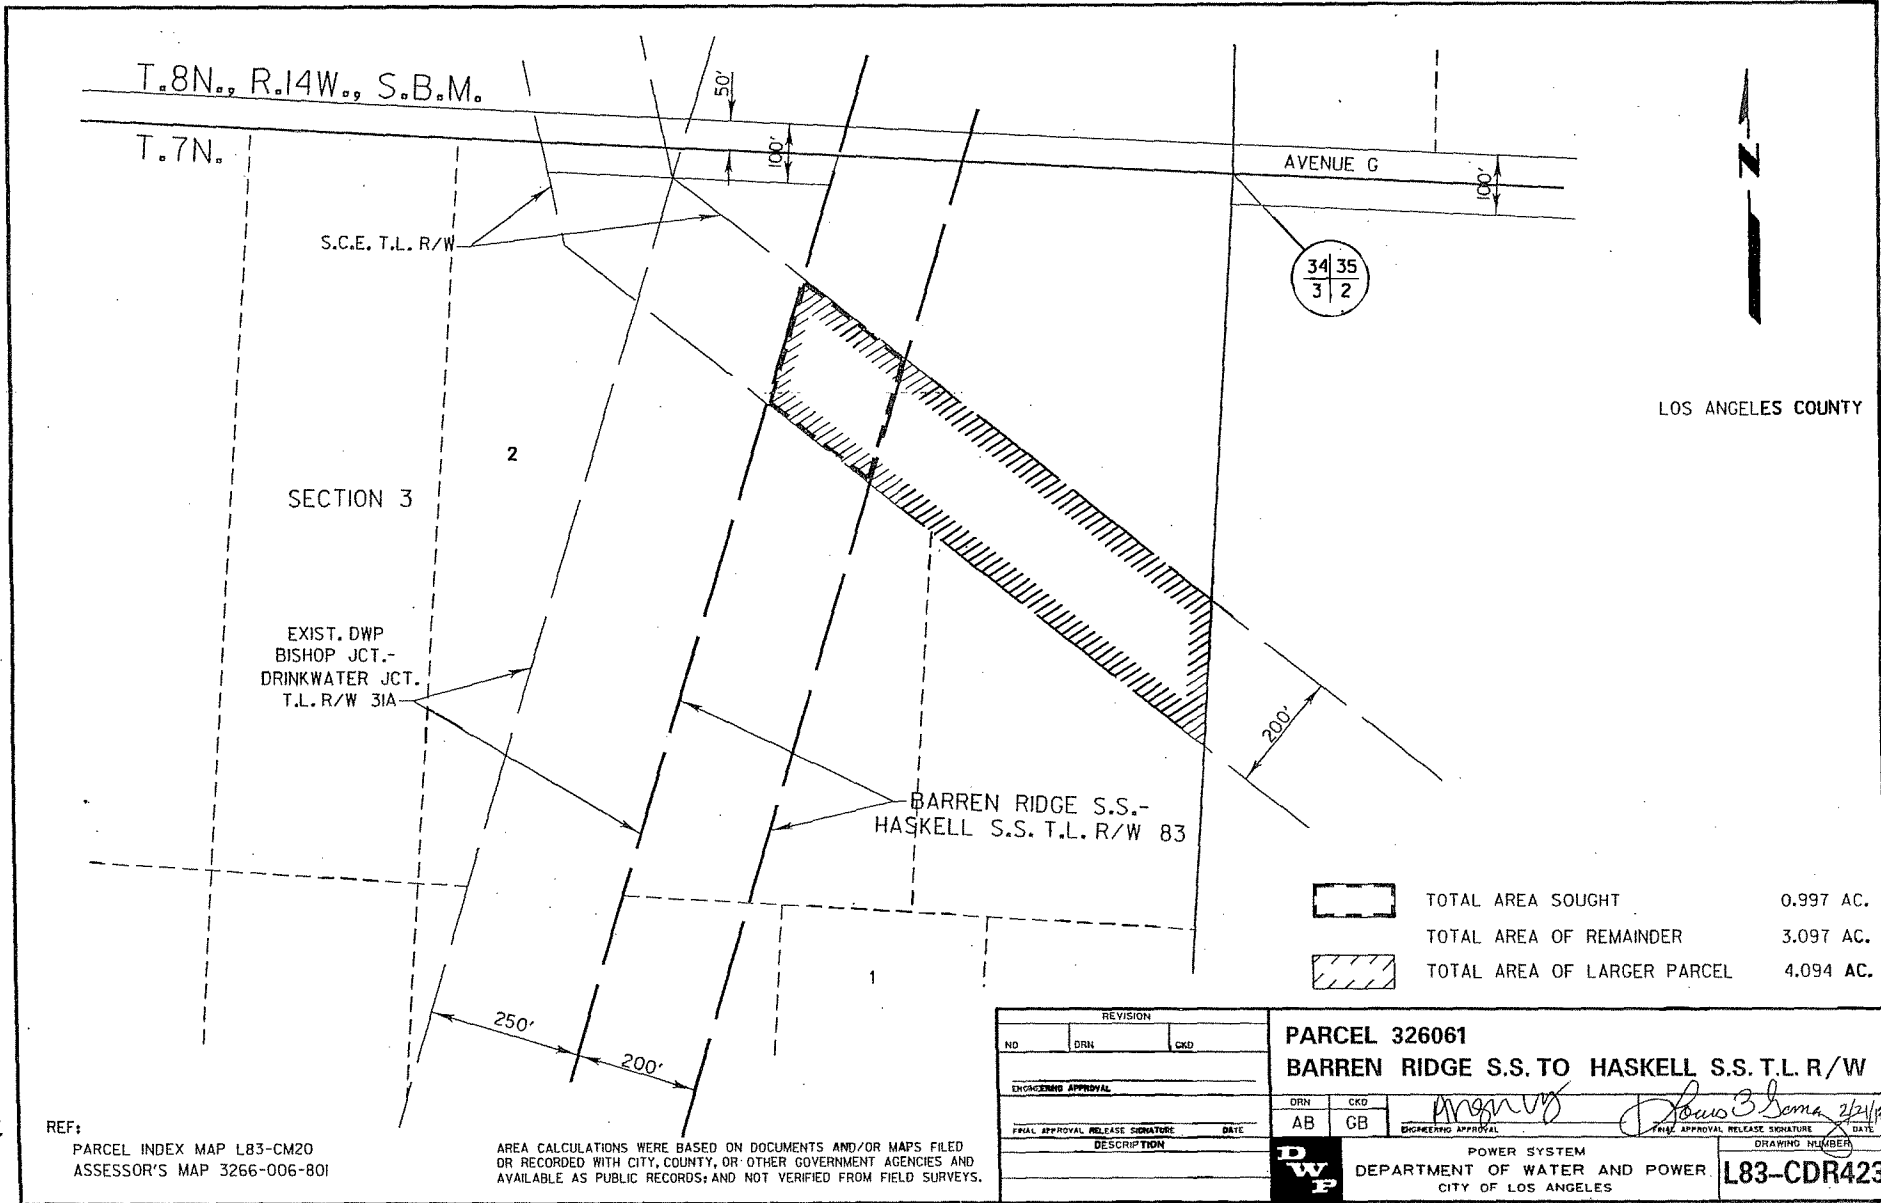 T.8N., R.14W., S.B.M.
T.7N.
50'
100'
AVENUE G
100'
N
S.C.E. T.L. R/W
34 35
3 2
LOS ANGELES COUNTY
2
SECTION 3
EXIST. DWP
BISHOP JCT.-
DRINKWATER JCT.
T.L. R/W 31A
200'
BARREN RIDGE S.S.-
HASKELL S.S. T.L. R/W 83
1
250'
200'
TOTAL AREA SOUGHT 0.997 AC.
TOTAL AREA OF REMAINDER 3.097 AC.
TOTAL AREA OF LARGER PARCEL 4.094 AC.
REF:
PARCEL INDEX MAP L83-CM20
ASSESSOR'S MAP 3266-006-801
AREA CALCULATIONS WERE BASED ON DOCUMENTS AND/OR MAPS FILED
OR RECORDED WITH CITY, COUNTY, OR OTHER GOVERNMENT AGENCIES AND
AVAILABLE AS PUBLIC RECORDS; AND NOT VERIFIED FROM FIELD SURVEYS.
REVISION
NO DRN CKD
ENGINEERING APPROVAL
FINAL APPROVAL RELEASE SIGNATURE DATE
DESCRIPTION
PARCEL 326061
BARREN RIDGE S.S. TO HASKELL S.S. T.L. R/W
DRN CKD
AB GB
ENGINEERING APPROVAL
FINAL APPROVAL RELEASE SIGNATURE DATE
DWP
POWER SYSTEM
DEPARTMENT OF WATER AND POWER
CITY OF LOS ANGELES
DRAWING NUMBER
L83-CDR423